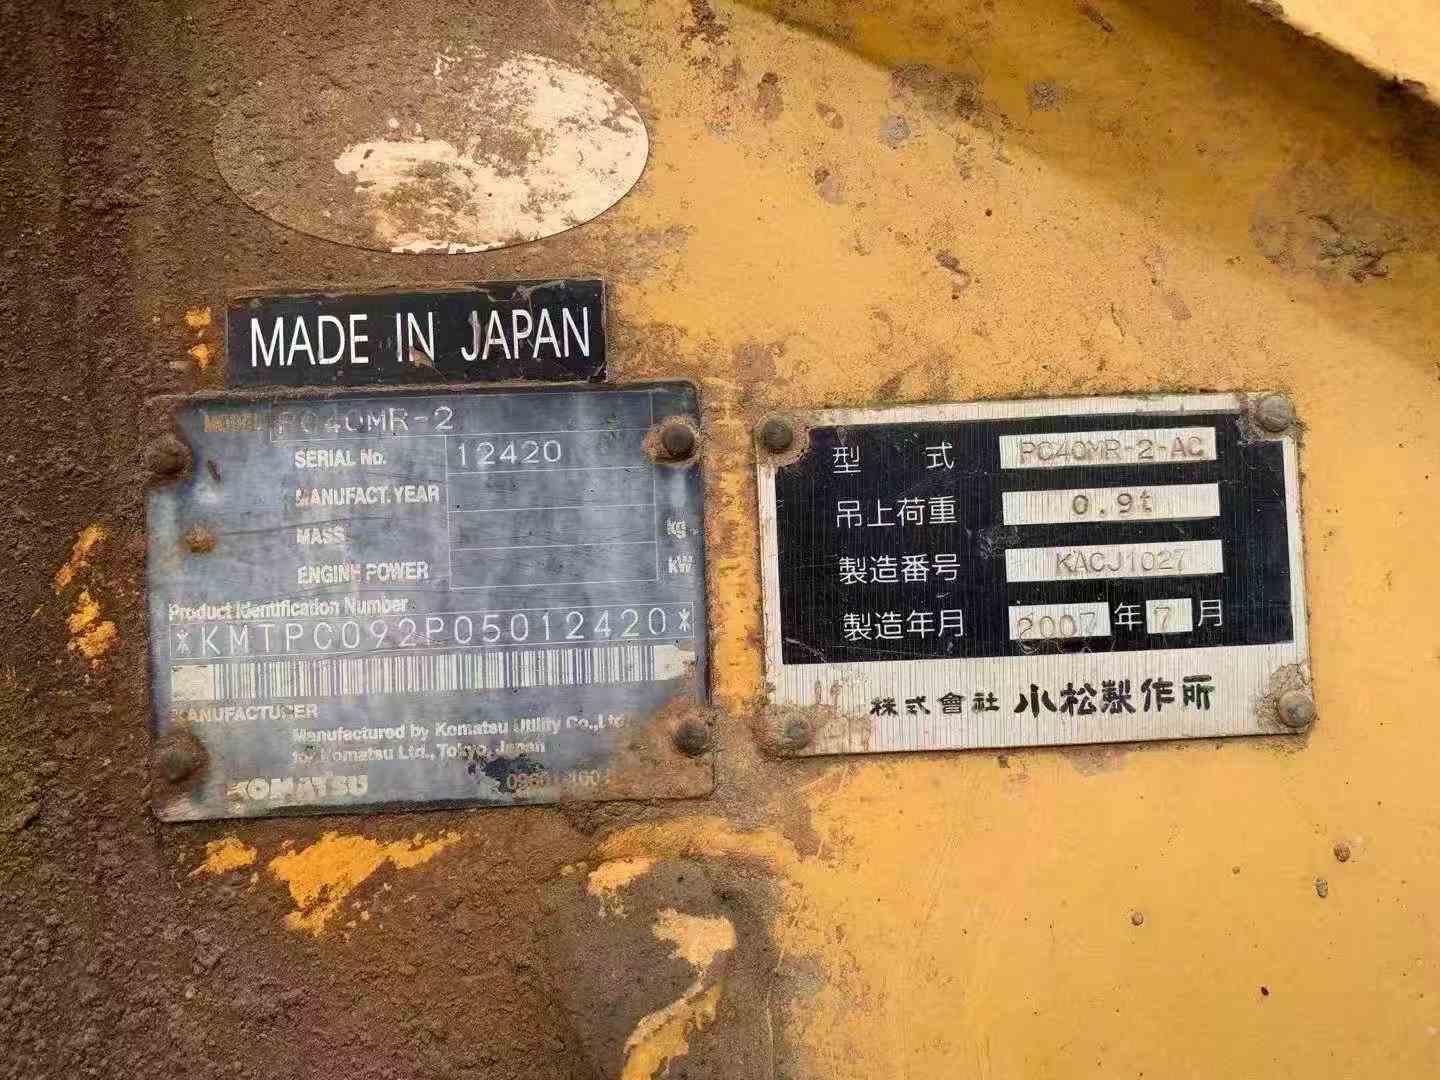 MADE IN JAPAN
MODEL PC40MR-2
SERIAL No. 12420
MANUFACT. YEAR
MASS kg
ENGINE POWER kW
Product Identification Number
*KMTPC092P05012420*
MANUFACTURER
Manufactured by Komatsu Utility Co.,Ltd
for Komatsu Ltd., Tokyo, Japan
KOMATSU
型式 PC40MR-2-AC
吊上荷重 0.9t
製造番号 KACJ1027
製造年月 2007 年 7 月
株式會社 小松製作所